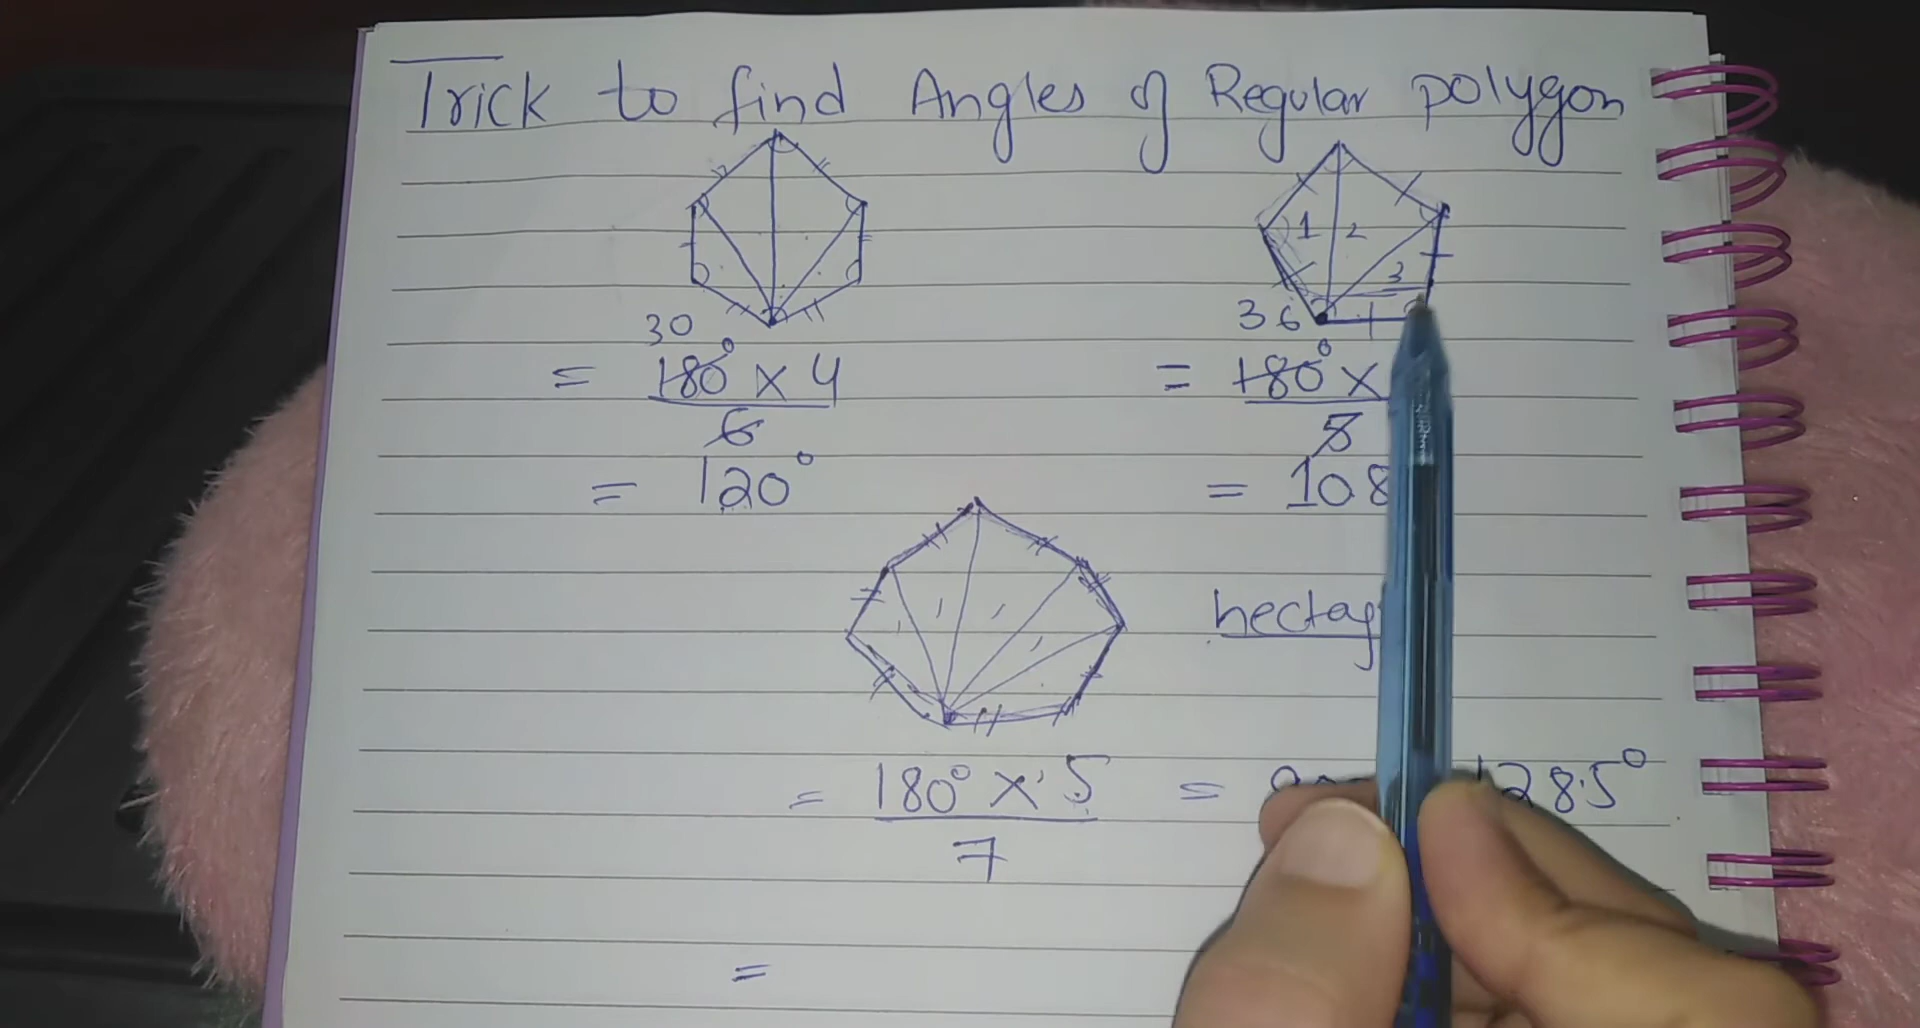 Trick to find Angles of Regular polygon
1 2 3
30 36
= 180° x 4 = 180° x
6 5
= 120° = 108
hectag
= 180° x 5 = 128.5°
7
=